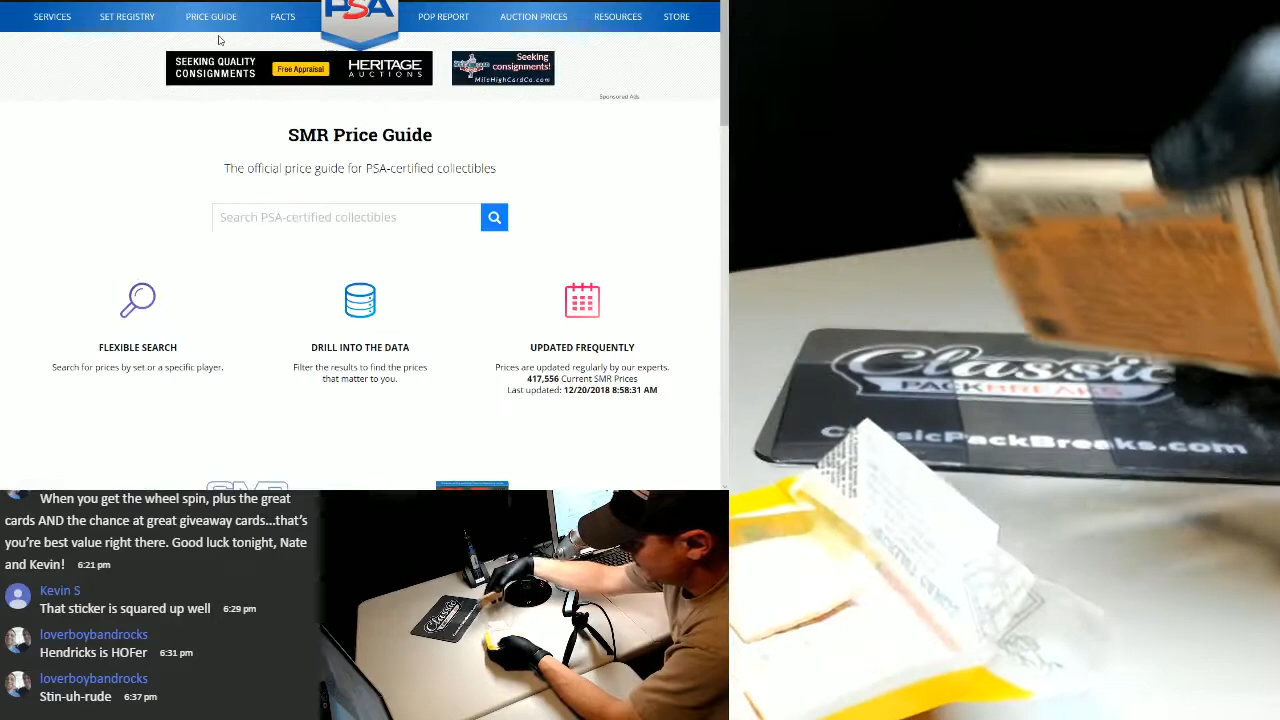 SERVICES
SET REGISTRY
PRICE GUIDE
FACTS
PSA
POP REPORT
AUCTION PRICES
RESOURCES
STORE
SEEKING QUALITY
CONSIGNMENTS
Free Appraisal
HERITAGE
AUCTIONS
Seeking
consignments!
MileHighCardCo.com
Sponsored Ads
SMR Price Guide
The official price guide for PSA-certified collectibles
Search PSA-certified collectibles
FLEXIBLE SEARCH
Search for prices by set or a specific player.
DRILL INTO THE DATA
Filter the results to find the prices
that matter to you.
UPDATED FREQUENTLY
Prices are updated regularly by our experts.
417,556 Current SMR Prices
Last updated: 12/20/2018 8:58:31 AM
When you get the wheel spin, plus the great
cards AND the chance at great giveaway cards...that's
you're best value right there. Good luck tonight, Nate
and Kevin! 6:21 pm
Kevin S
That sticker is squared up well 6:29 pm
loverboybandrocks
Hendricks is HOFer 6:31 pm
loverboybandrocks
Stin-uh-rude 6:37 pm
Classic
PACKBREAKS
ClassicPackBreaks.com
Classic